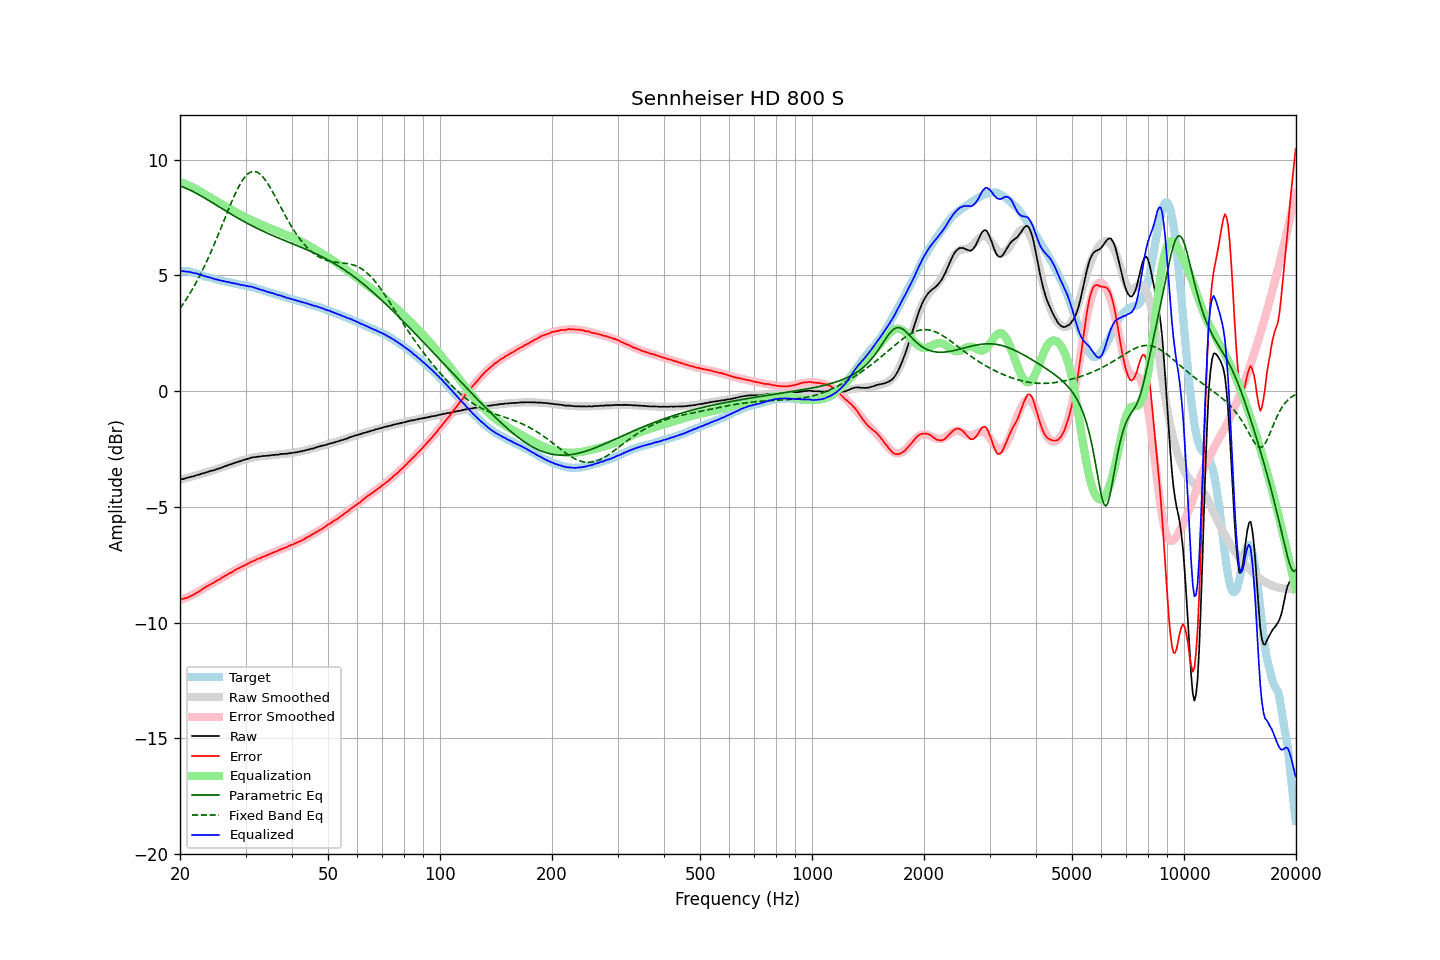 Sennheiser HD 800 S
Amplitude (dBr)
10
5
0
−5
−10
−15
−20
Target
Raw Smoothed
Error Smoothed
Raw
Error
Equalization
Parametric Eq
Fixed Band Eq
Equalized
20 50 100 200 500 1000 2000 5000 10000 20000
Frequency (Hz)